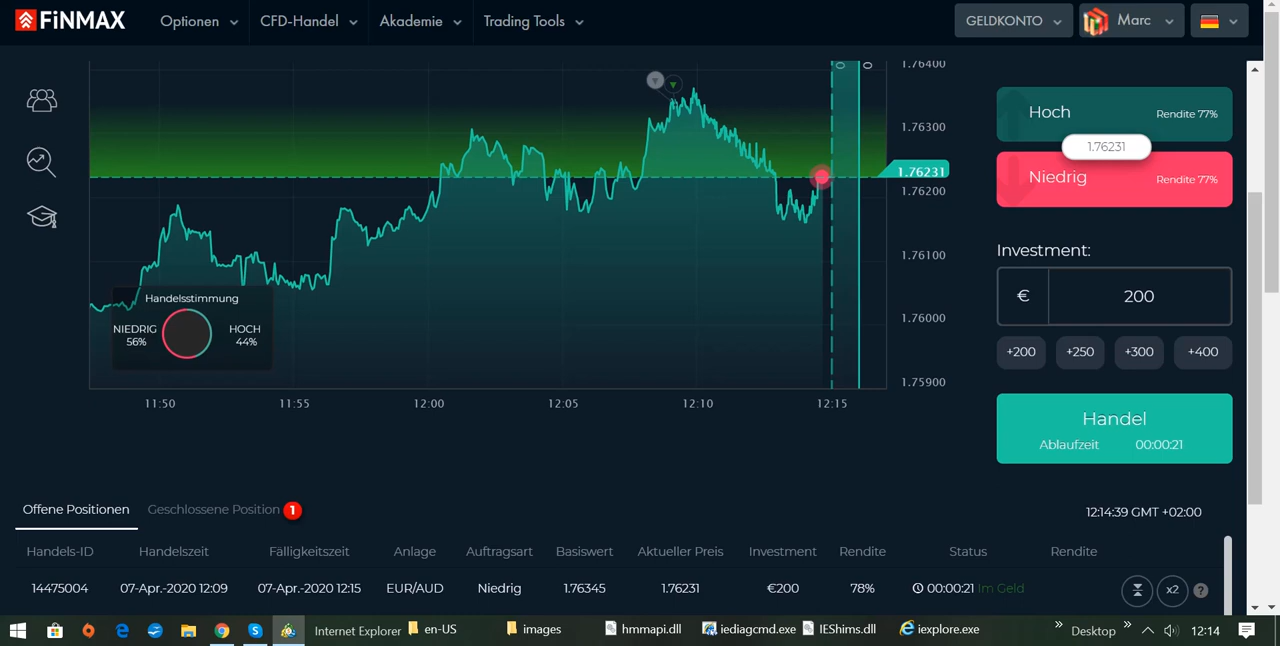 FiNMAX Optionen CFD-Handel Akademie Trading Tools GELDKONTO Marc
1.76400
1.76300
1.76231
1.76200
1.76100
1.76000
1.75900
0 0
Handelsstimmung
NIEDRIG HOCH
56% 44%
11:50 11:55 12:00 12:05 12:10 12:15
Hoch Rendite 77%
1.76231
Niedrig Rendite 77%
Investment:
€ 200
+200 +250 +300 +400
Handel
Ablaufzeit 00:00:21
Offene Positionen Geschlossene Position 1 12:14:39 GMT +02:00
Handels-ID Handelszeit Fälligkeitszeit Anlage Auftragsart Basiswert Aktueller Preis Investment Rendite Status Rendite
14475004 07-Apr.-2020 12:09 07-Apr.-2020 12:15 EUR/AUD Niedrig 1.76345 1.76231 €200 78% 00:00:21 Im Geld x2 ?
Internet Explorer en-US images hmmapi.dll iediagcmd.exe IEShims.dll iexplore.exe » Desktop » 12:14